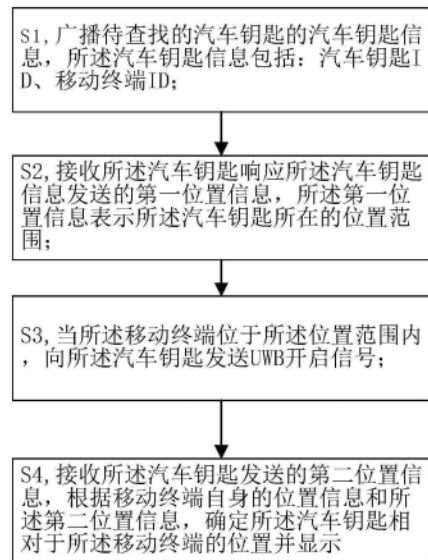 S1,广播待查找的汽车钥匙的汽车钥匙信
息，所述汽车钥匙信息包括：汽车钥匙I
D、移动终端ID；
S2,接收所述汽车钥匙响应所述汽车钥匙
信息发送的第一位置信息，所述第一位
置信息表示所述汽车钥匙所在的位置范
围；
S3,当所述移动终端位于所述位置范围内
，向所述汽车钥匙发送UWB开启信号；
S4,接收所述汽车钥匙发送的第二位置信
息，根据移动终端自身的位置信息和所
述第二位置信息，确定所述汽车钥匙相
对于所述移动终端的位置并显示